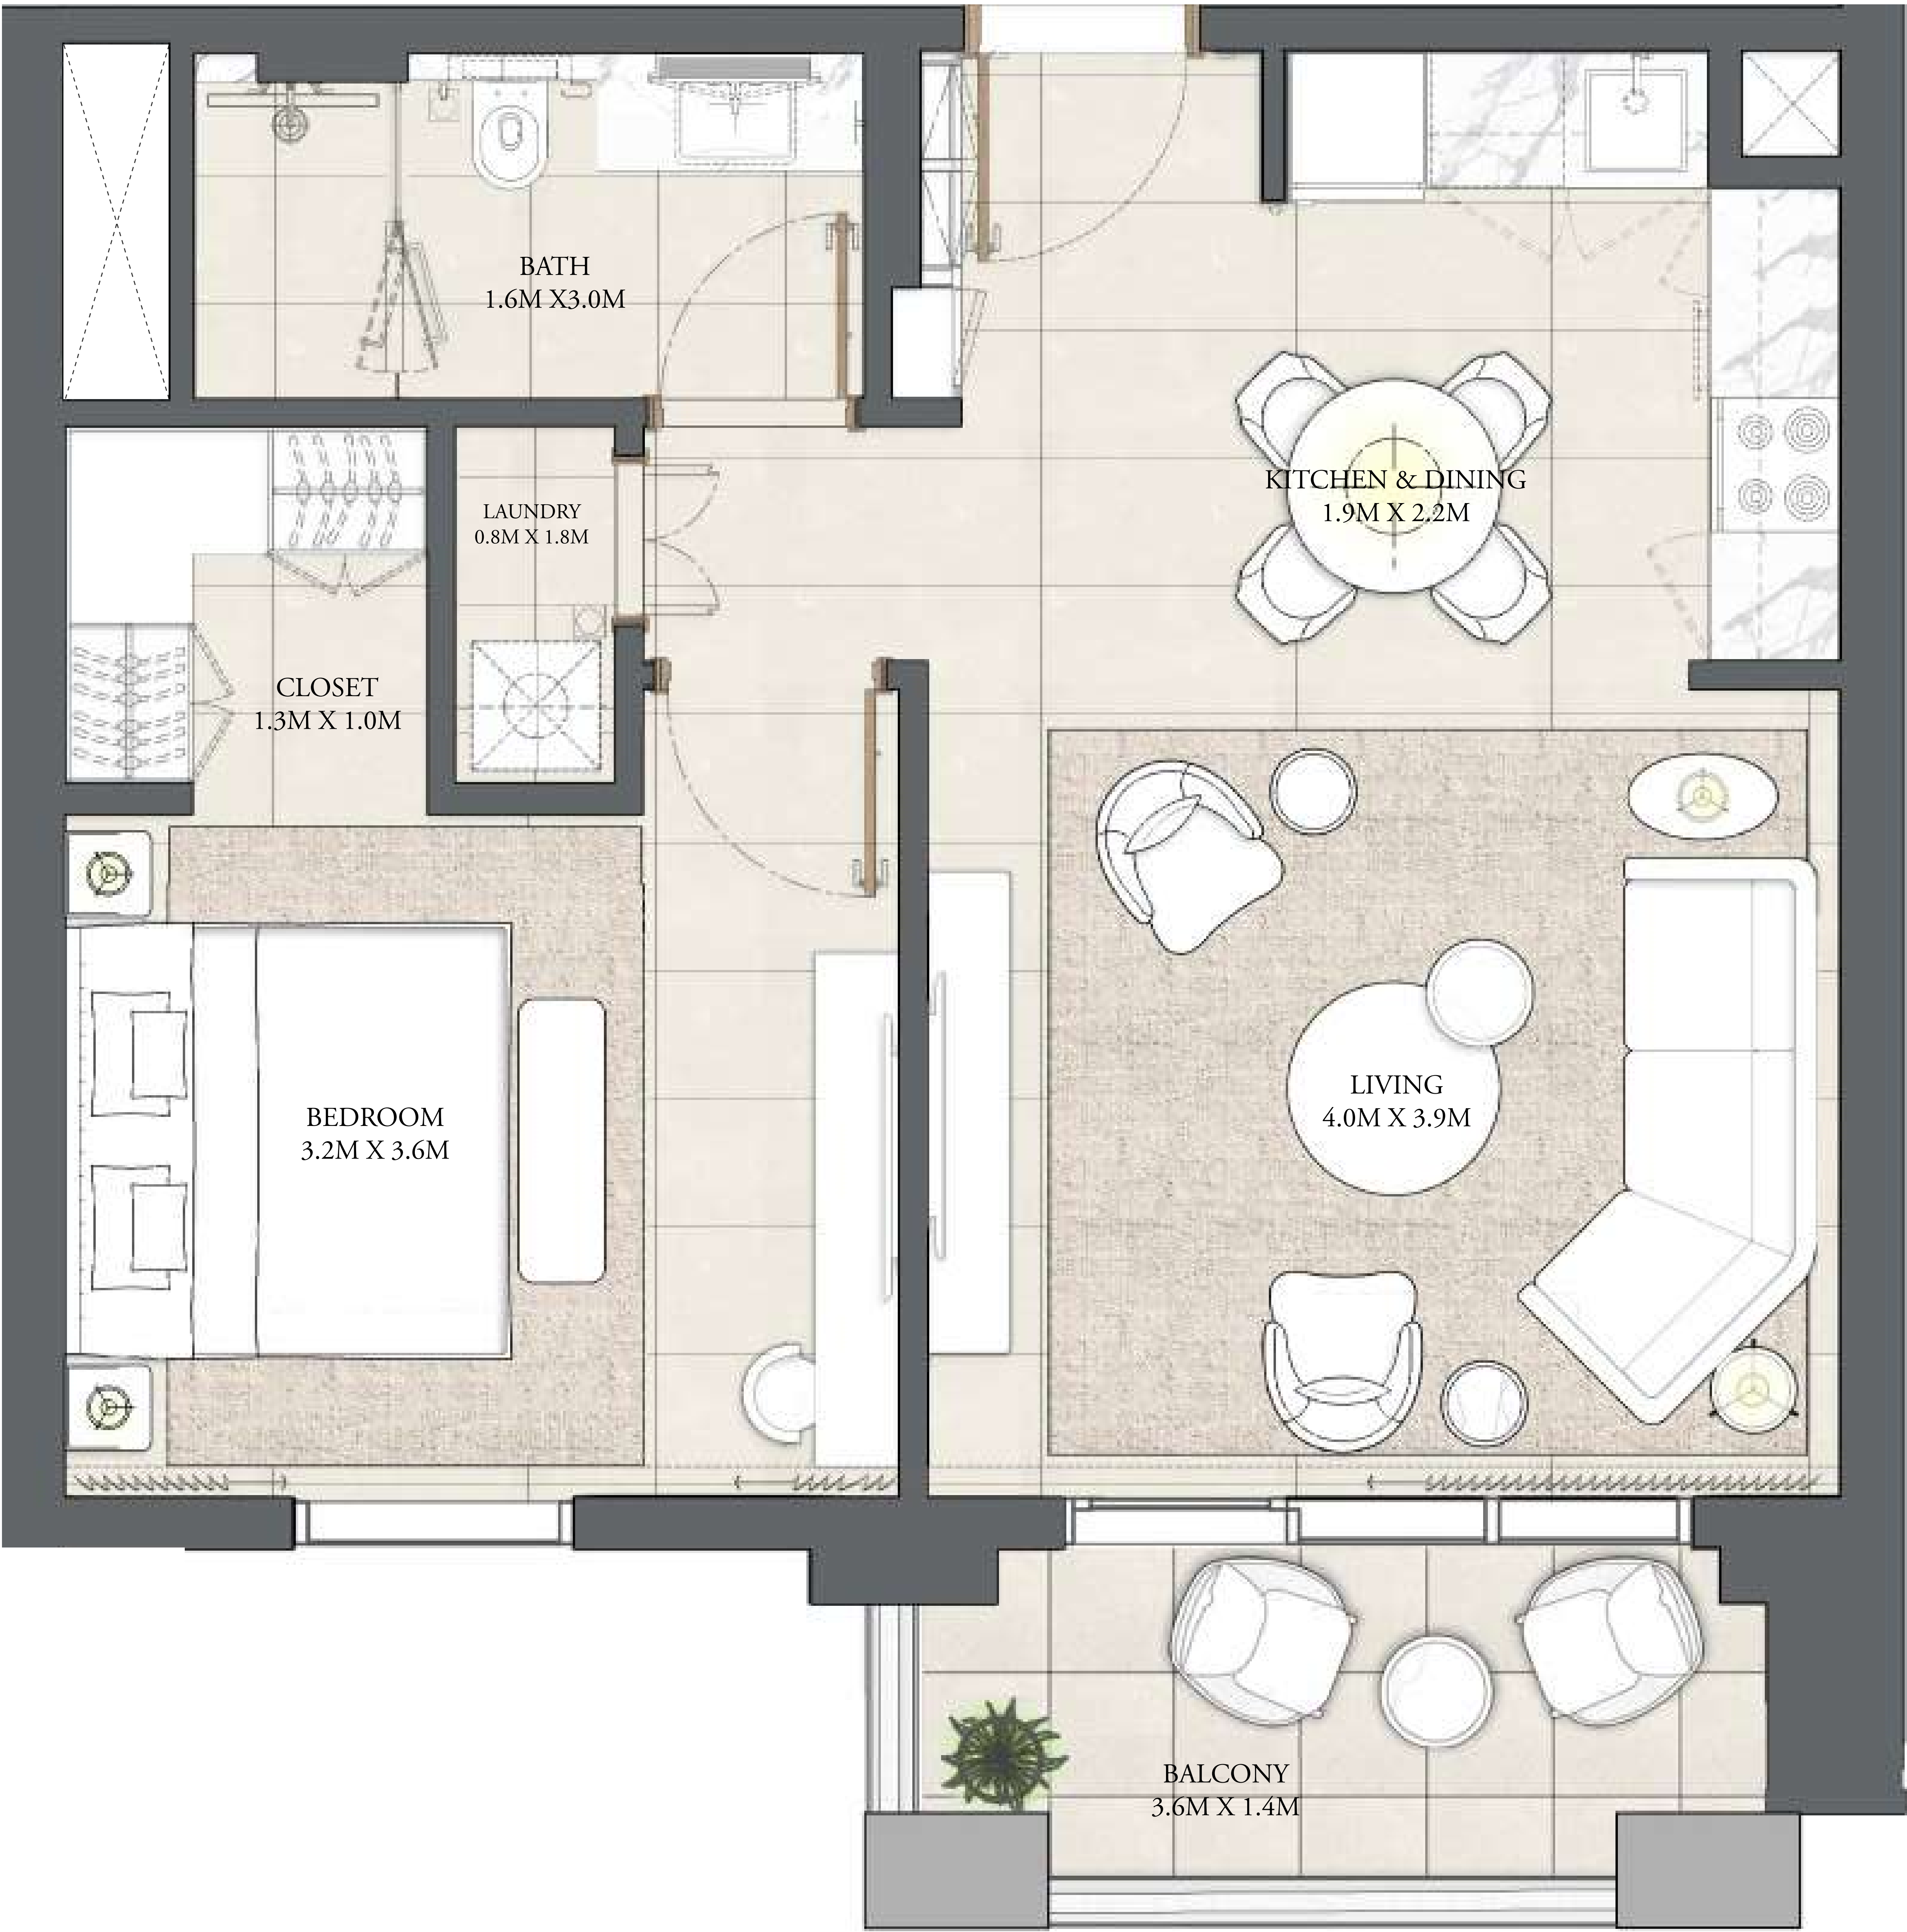 BATH
1.6M X3.0M
KITCHEN & DINING
1.9M X 2.2M
LAUNDRY
0.8M X 1.8M
CLOSET
1.3M X 1.0M
BEDROOM
3.2M X 3.6M
LIVING
4.0M X 3.9M
BALCONY
3.6M X 1.4M